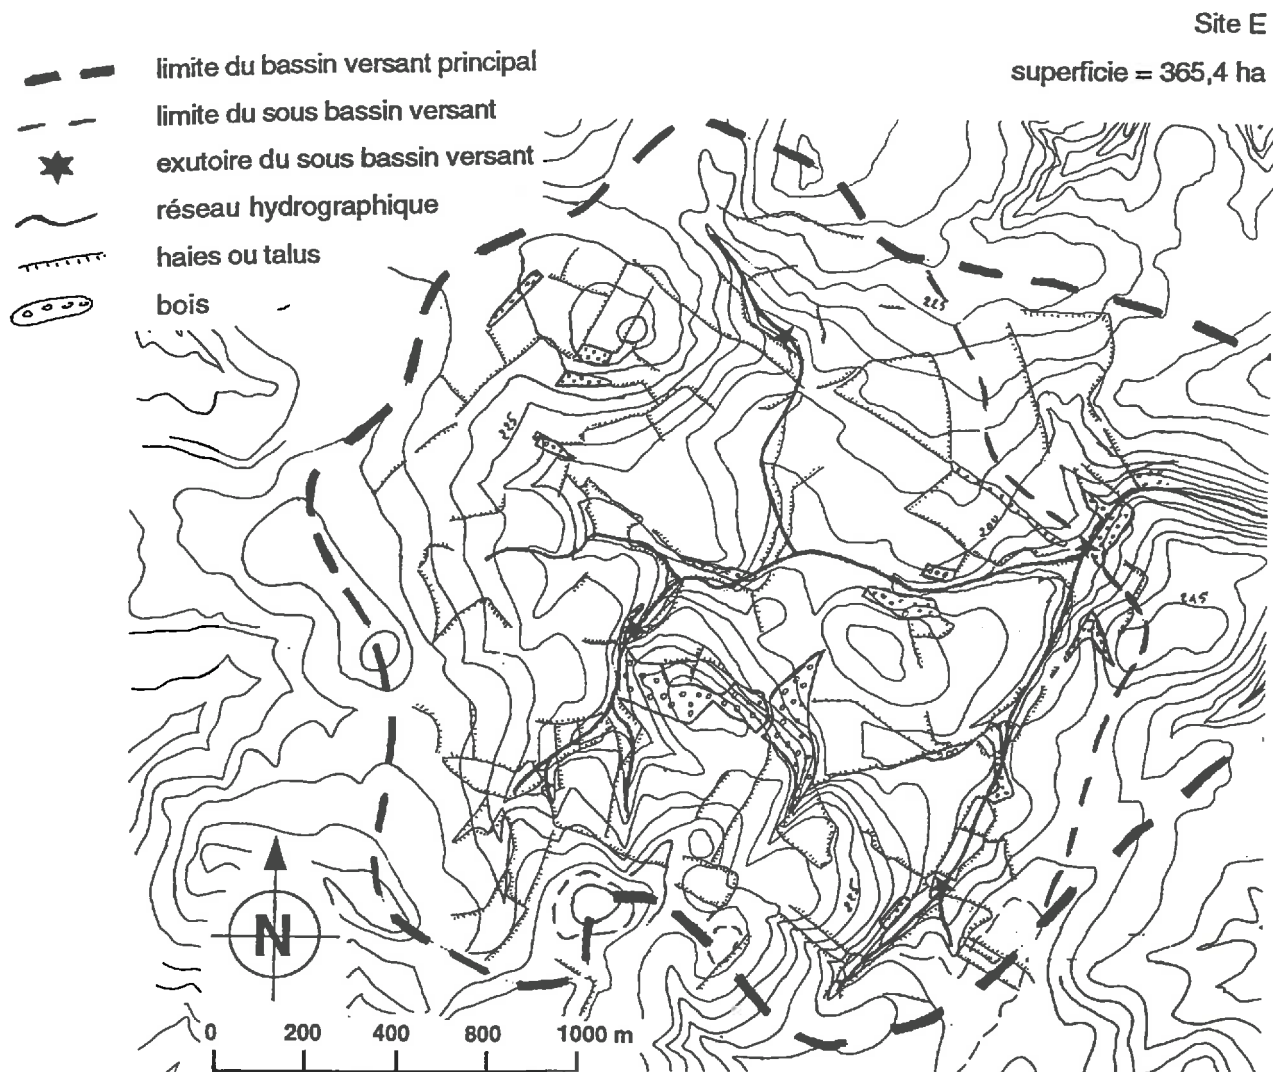 Site E
superficie = 365,4 ha
limite du bassin versant principal
limite du sous bassin versant
exutoire du sous bassin versant
réseau hydrographique
haies ou talus
bois
225
225
200
215
225
N
0 200 400 800 1000 m